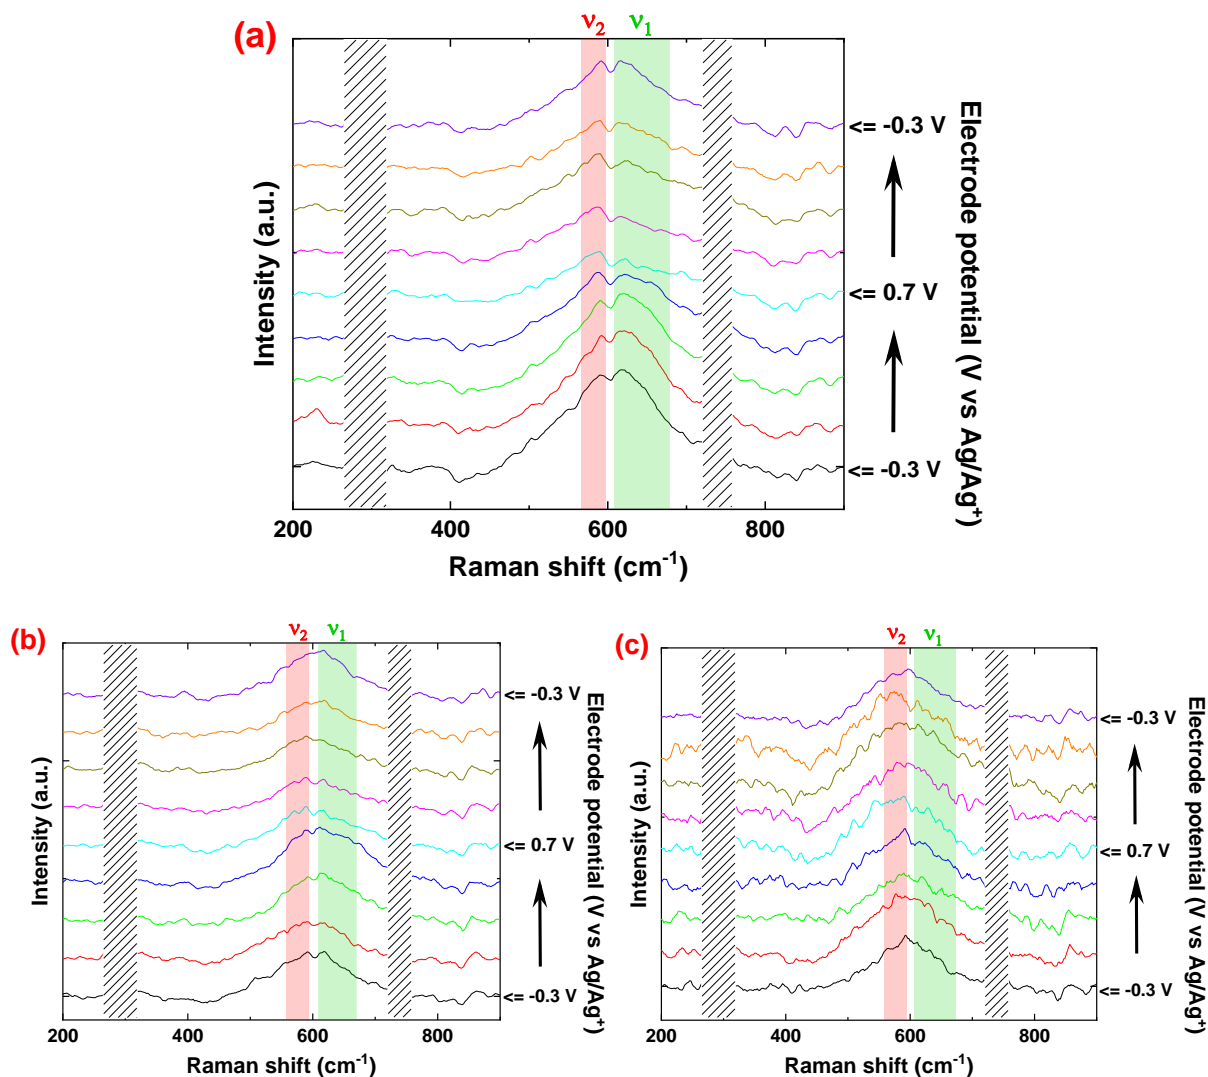 (a)
ν2 ν1
Intensity (a.u.)
<= -0.3 V
<= 0.7 V
<= -0.3 V
Electrode potential (V vs Ag/Ag⁺)
200 400 600 800
Raman shift (cm⁻¹)
(b)
ν2 ν1
Intensity (a.u.)
<= -0.3 V
<= 0.7 V
<= -0.3 V
Electrode potential (V vs Ag/Ag⁺)
200 400 600 800
Raman shift (cm⁻¹)
(c)
ν2 ν1
Intensity (a.u.)
<= -0.3 V
<= 0.7 V
<= -0.3 V
Electrode potential (V vs Ag/Ag⁺)
200 400 600 800
Raman shift (cm⁻¹)